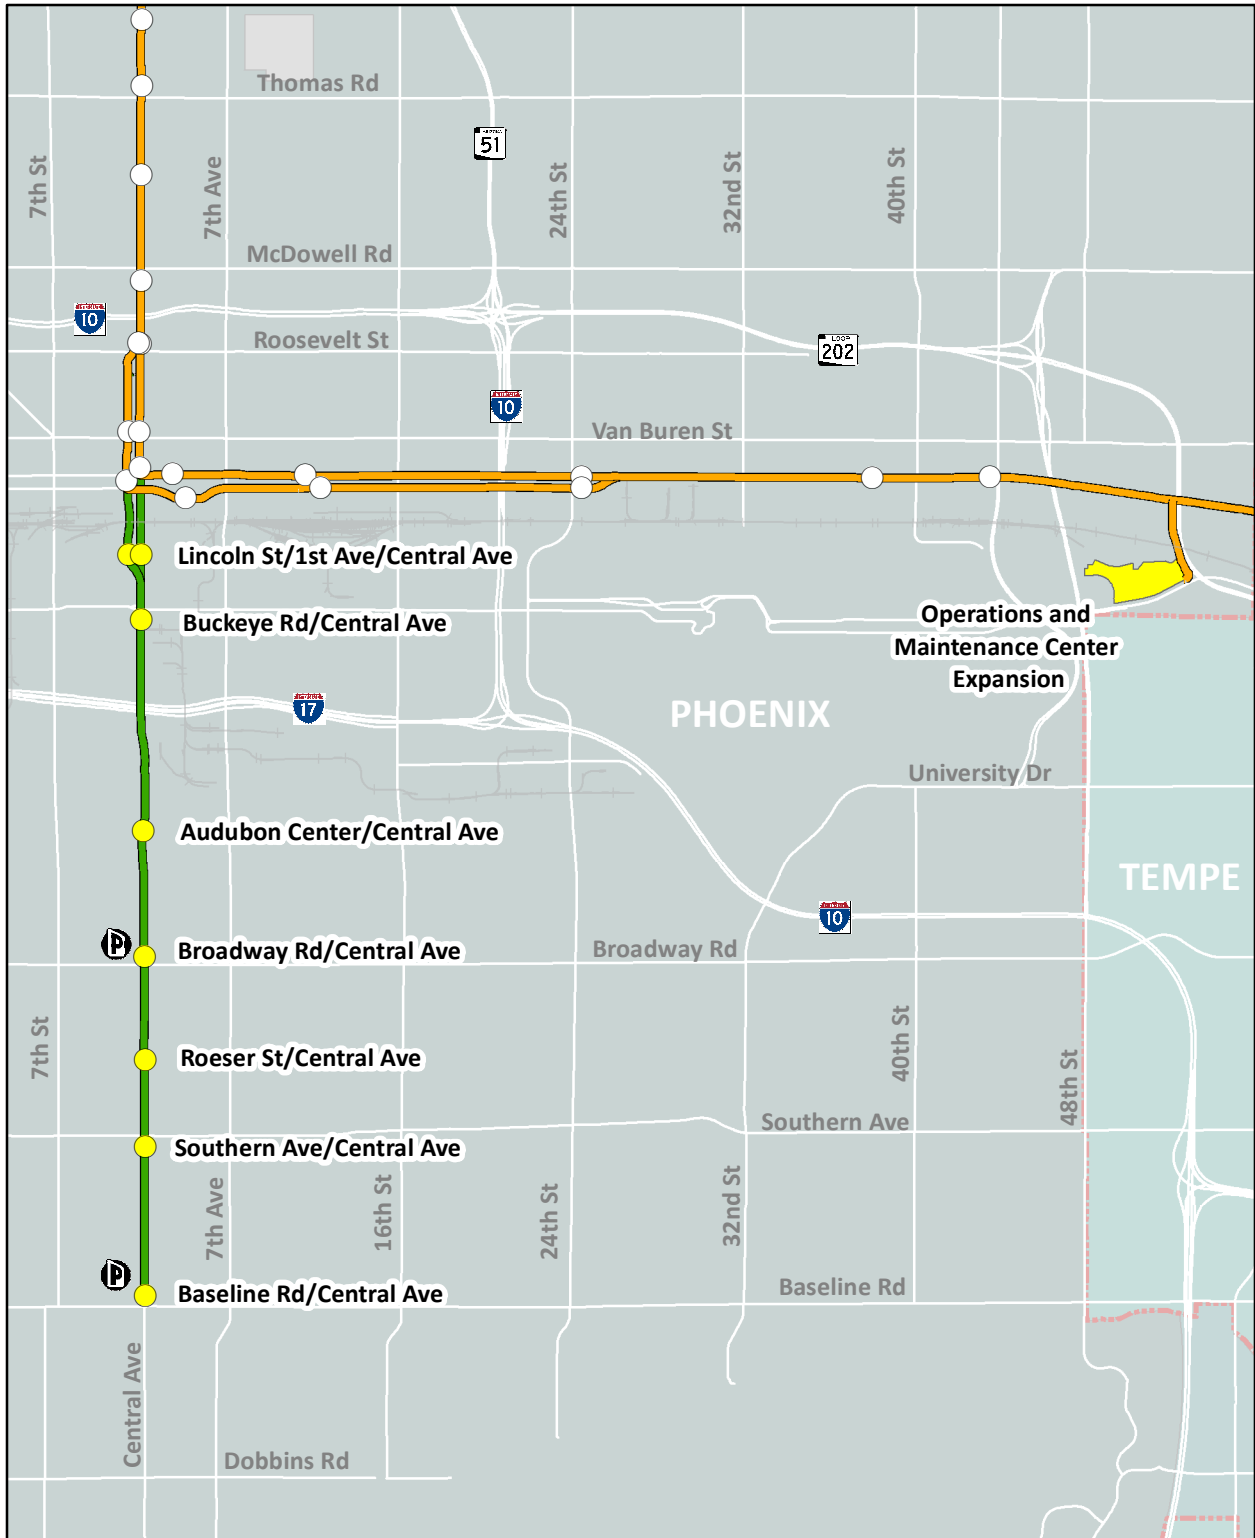 Thomas Rd
ARIZONA
51
7th St
7th Ave
24th St
32nd St
40th St
McDowell Rd
10
Roosevelt St
LOOP
202
10
Van Buren St
Lincoln St/1st Ave/Central Ave
Buckeye Rd/Central Ave
Operations and
Maintenance Center
Expansion
17
PHOENIX
University Dr
Audubon Center/Central Ave
TEMPE
10
P
Broadway Rd/Central Ave
Broadway Rd
7th St
40th St
48th St
Roeser St/Central Ave
Southern Ave
Southern Ave/Central Ave
7th Ave
16th St
24th St
32nd St
P
Baseline Rd/Central Ave
Baseline Rd
Central Ave
Dobbins Rd